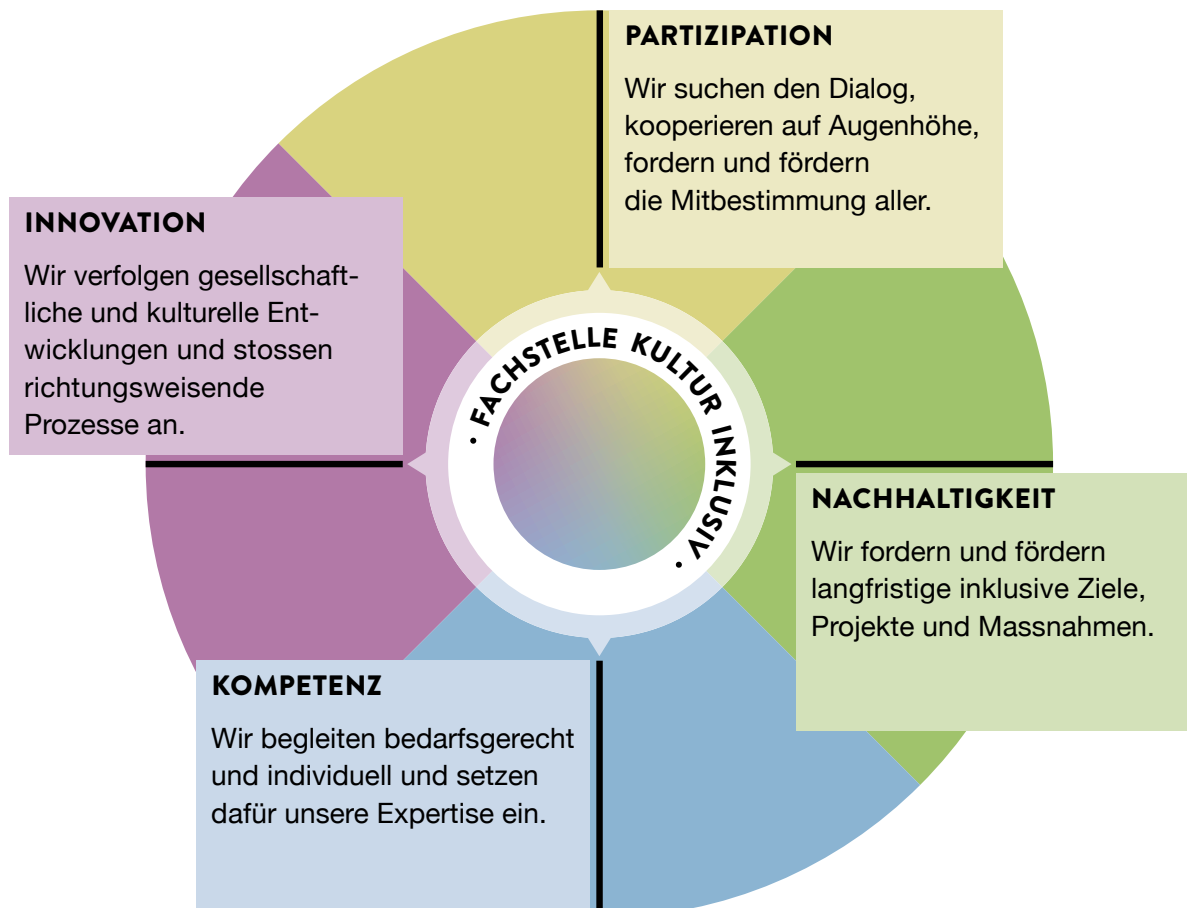 PARTIZIPATION
Wir suchen den Dialog,
kooperieren auf Augenhöhe,
fordern und fördern
die Mitbestimmung aller.
INNOVATION
Wir verfolgen gesellschaft-
liche und kulturelle Ent-
wicklungen und stossen
richtungsweisende
Prozesse an.
· FACHSTELLE KULTUR INKLUSIV ·
NACHHALTIGKEIT
Wir fordern und fördern
langfristige inklusive Ziele,
Projekte und Massnahmen.
KOMPETENZ
Wir begleiten bedarfsgerecht
und individuell und setzen
dafür unsere Expertise ein.